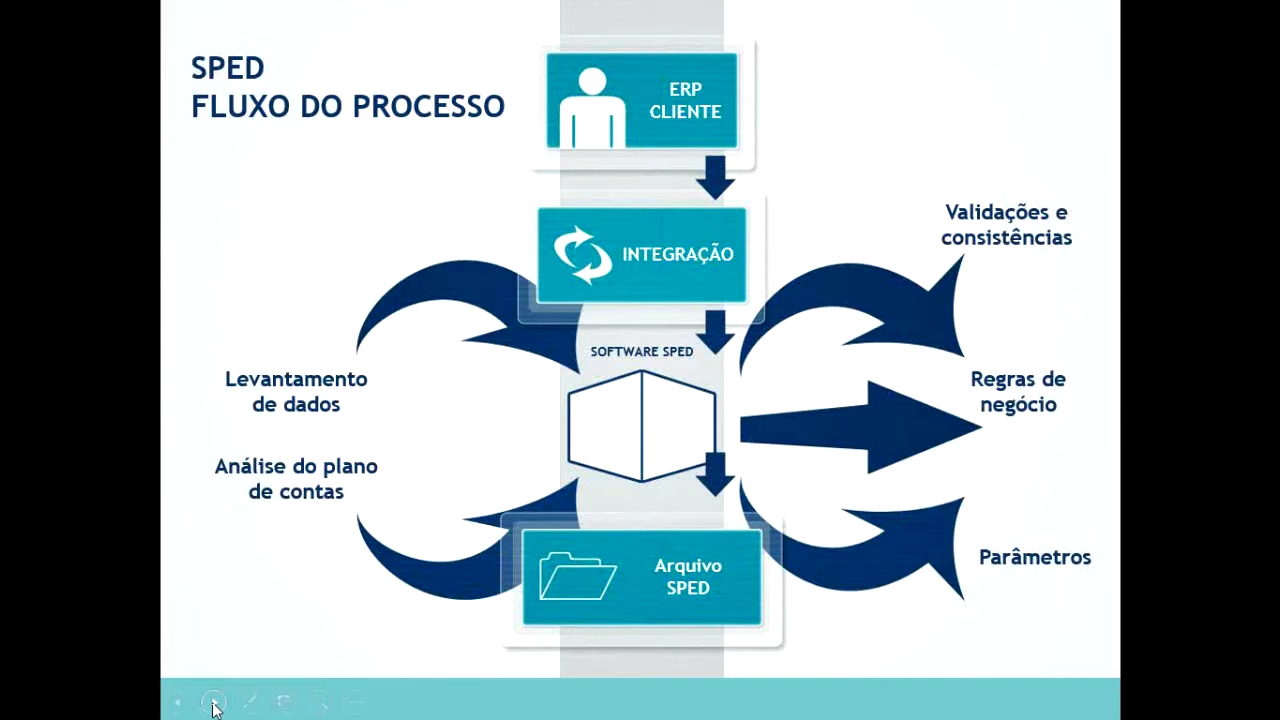 SPED
FLUXO DO PROCESSO
ERP
CLIENTE
INTEGRAÇÃO
SOFTWARE SPED
Levantamento
de dados
Análise do plano
de contas
Validações e
consistências
Regras de
negócio
Parâmetros
Arquivo
SPED